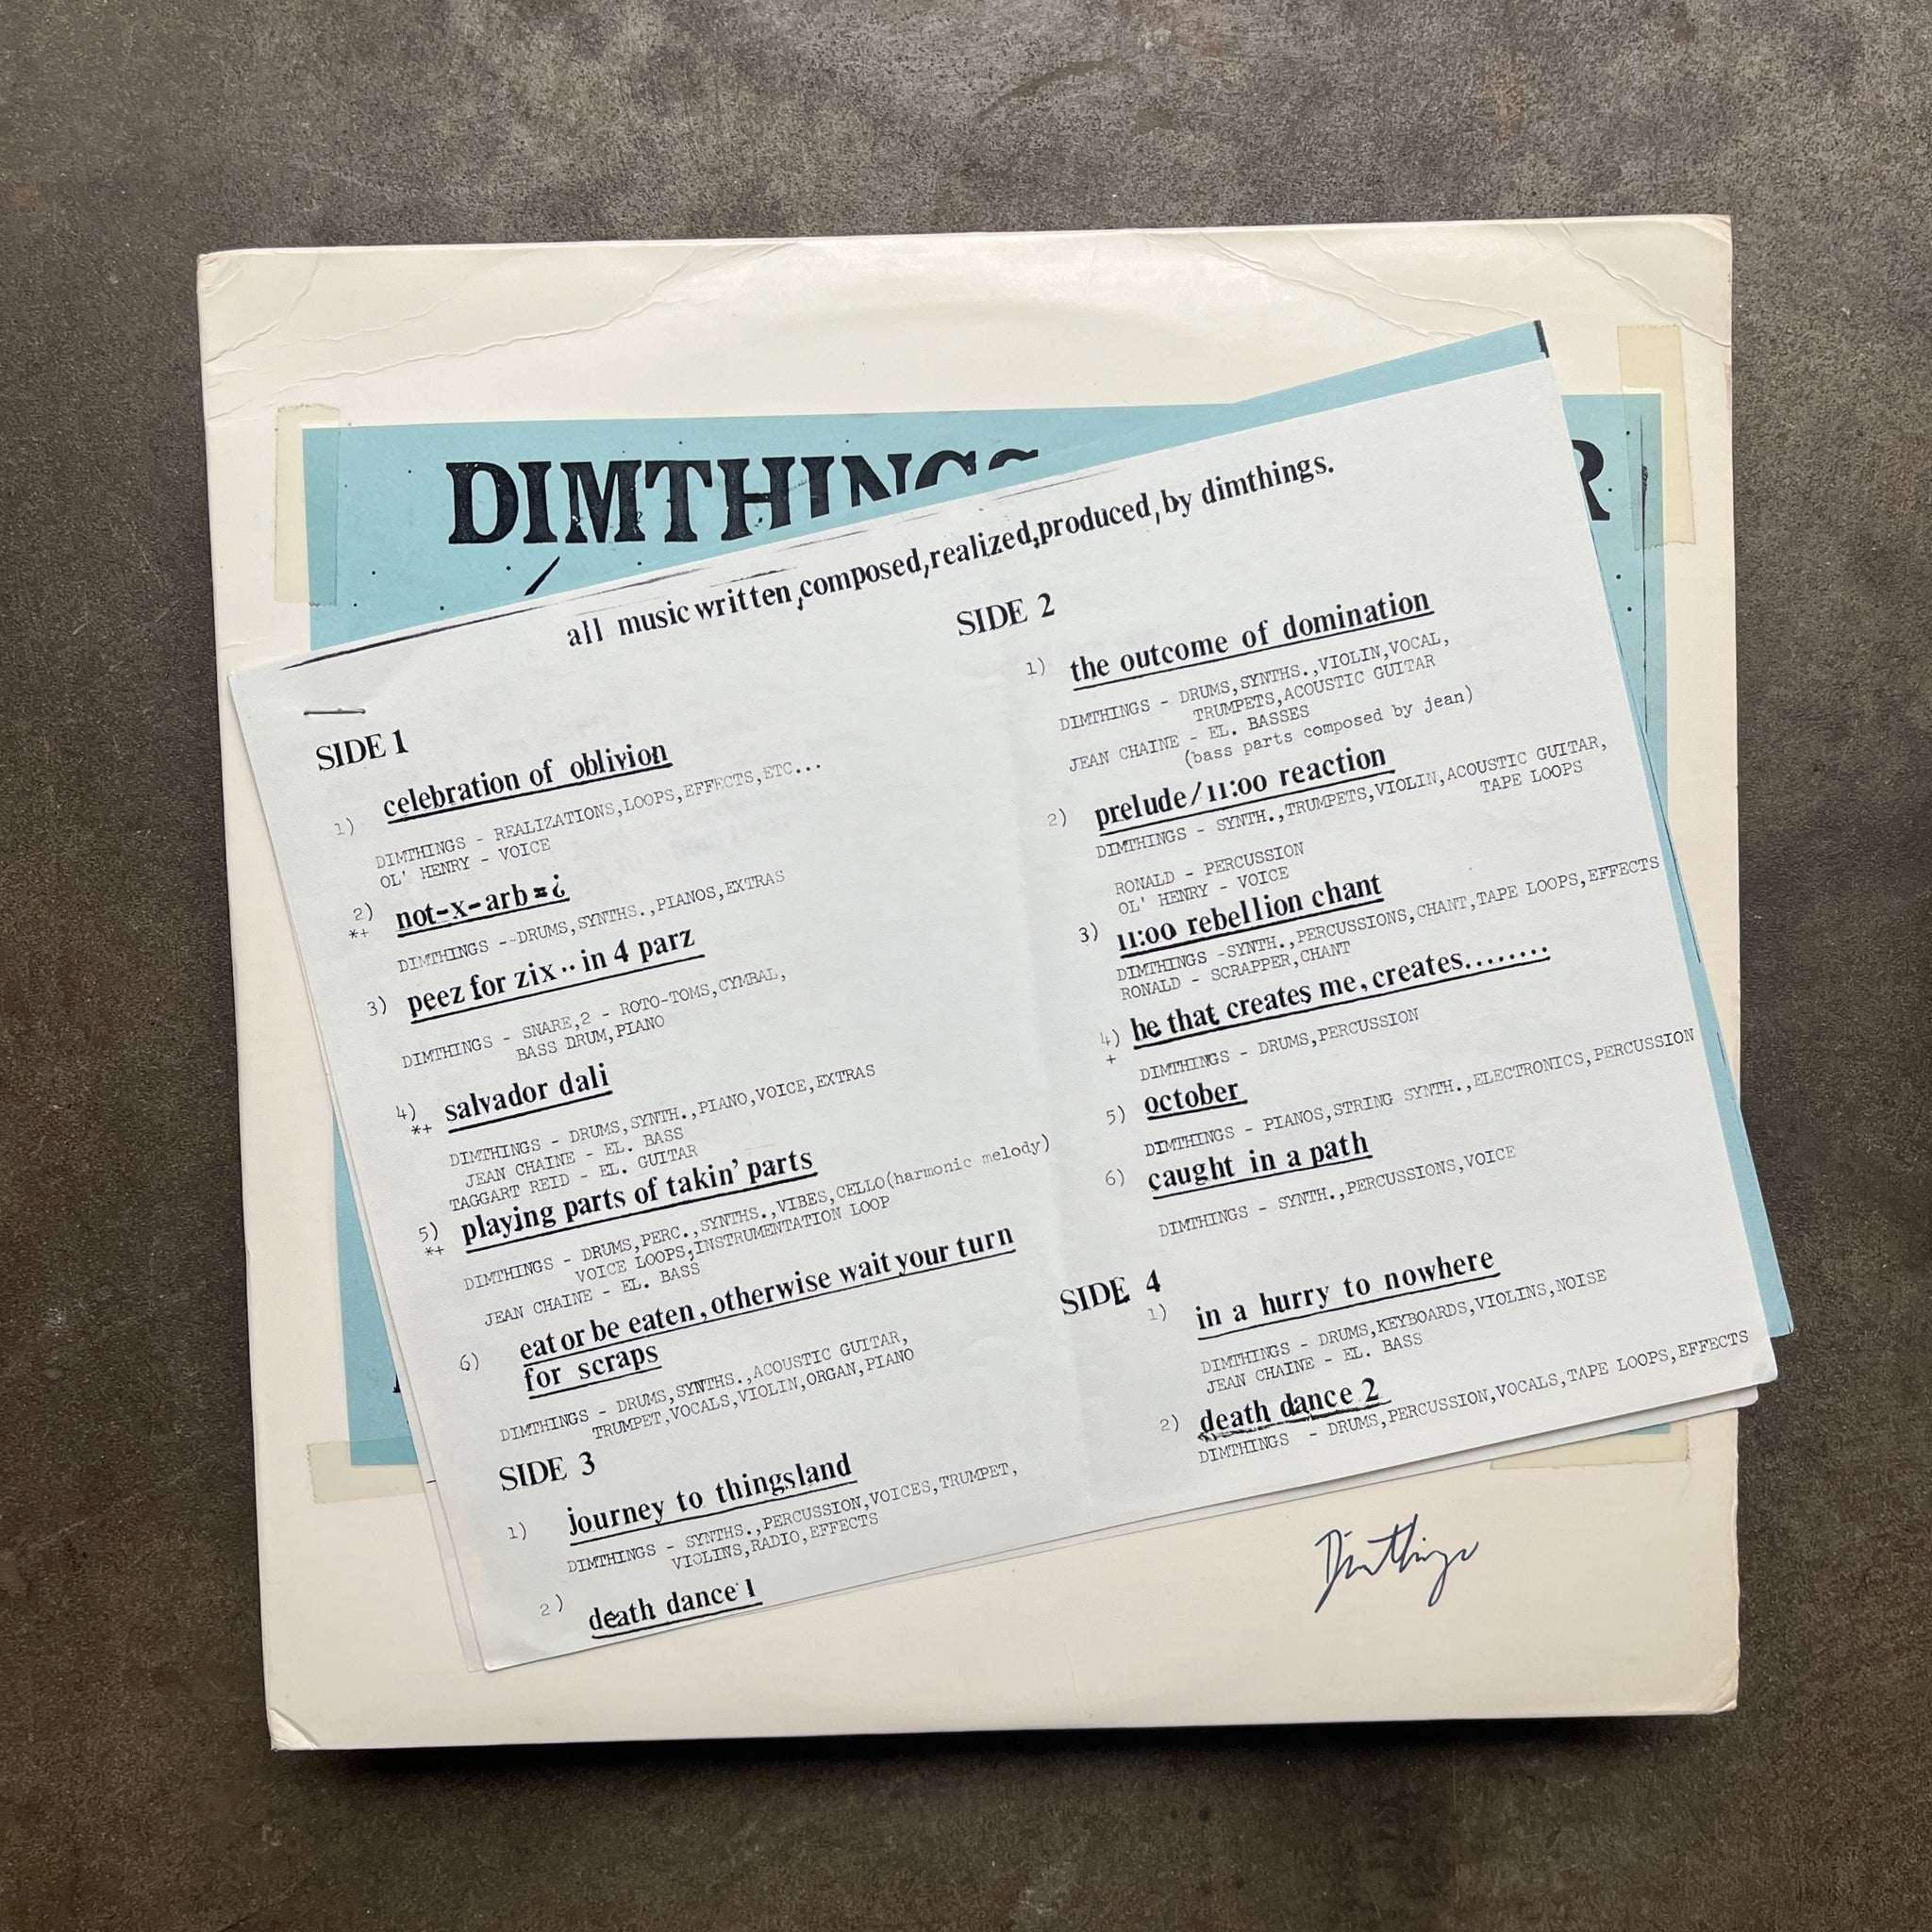 DIMTHINGS
R
all music written,composed,realized,produced,by dimthings.
SIDE 1
1) celebration of oblivion
DIMTHINGS - REALIZATIONS,LOOPS,EFFECTS,ETC...
OL' HENRY - VOICE
2) not-x-arb=¿
*+
DIMTHINGS --DRUMS,SYNTHS.,PIANOS,EXTRAS
3) peez for zix.. in 4 parz
DIMTHINGS - SNARE,2 - ROTO-TOMS,CYMBAL,
BASS DRUM,PIANO
4) salvador dali
*+
DIMTHINGS - DRUMS,SYNTH.,PIANO,VOICE,EXTRAS
JEAN CHAINE - EL. BASS
TAGGART REID - EL. GUITAR
5) playing parts of takin' parts
*+
DIMTHINGS - DRUMS,PERC.,SYNTHS.,VIBES,CELLO(harmonic melody)
VOICE LOOPS,INSTRUMENTATION LOOP
JEAN CHAINE - EL. BASS
6) eat or be eaten,otherwise wait your turn
for scraps
DIMTHINGS - DRUMS,SYNTHS.,ACOUSTIC GUITAR,
TRUMPET,VOCALS,VIOLIN,ORGAN,PIANO
SIDE 3
1) journey to thingsland
DIMTHINGS - SYNTHS.,PERCUSSION,VOICES,TRUMPET,
VIOLINS,RADIO,EFFECTS
2) death dance 1
SIDE 2
1) the outcome of domination
DIMTHINGS - DRUMS,SYNTHS.,VIOLIN,VOCAL,
TRUMPETS,ACOUSTIC GUITAR
JEAN CHAINE - EL. BASSES
(bass parts composed by jean)
2) prelude/11:00 reaction
DIMTHINGS - SYNTH.,TRUMPETS,VIOLIN,ACOUSTIC GUITAR,
TAPE LOOPS
RONALD - PERCUSSION
OL' HENRY - VOICE
3) 11:00 rebellion chant
DIMTHINGS -SYNTH.,PERCUSSIONS,CHANT,TAPE LOOPS,EFFECTS
RONALD - SCRAPPER,CHANT
4) he that creates me,creates........
+
DIMTHINGS - DRUMS,PERCUSSION
5) october
DIMTHINGS - PIANOS,STRING SYNTH.,ELECTRONICS,PERCUSSION
6) caught in a path
DIMTHINGS - SYNTH.,PERCUSSIONS,VOICE
SIDE 4
1) in a hurry to nowhere
DIMTHINGS - DRUMS,KEYBOARDS,VIOLINS,NOISE
JEAN CHAINE - EL. BASS
2) death dance 2
DIMTHINGS - DRUMS,PERCUSSION,VOCALS,TAPE LOOPS,EFFECTS
Dimthings